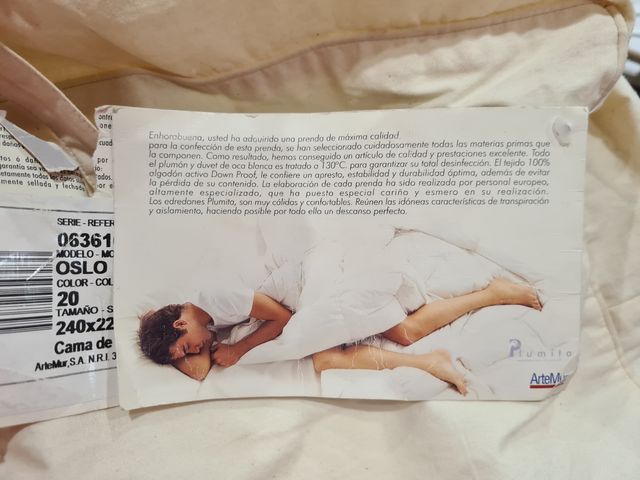 Enhorabuena, usted ha adquirido una prenda de máxima calidad.
para la confección de esta prenda, se han seleccionado cuidadosamente todas las materias primas que
la componen. Como resultado, hemos conseguido un artículo de calidad y prestaciones excelente. Todo
el plumón y duvet de oca blanca es tratado a 130°C. para garantizar su total desinfección. El tejido 100%
algodón activo Down Proof, le confiere un apresto, estabilidad y durabilidad óptima, además de evitar
la pérdida de su contenido. La elaboración de cada prenda ha sido realizada por personal europeo,
altamente especializado, que ha puesto especial cariño y esmero en su realización.
Los edredones Plumita, son muy cálidos y confortables. Reúnen las idóneas características de transpiración
y aislamiento, haciendo posible por todo ello un descanso perfecto.
SERIE - REFER
06361
MODELO - MO
OSLO
COLOR - COL
20
TAMAÑO - S
240x22
Cama de
ArteMur, S.A. N.R.I. 3
Plumita
ArteMur